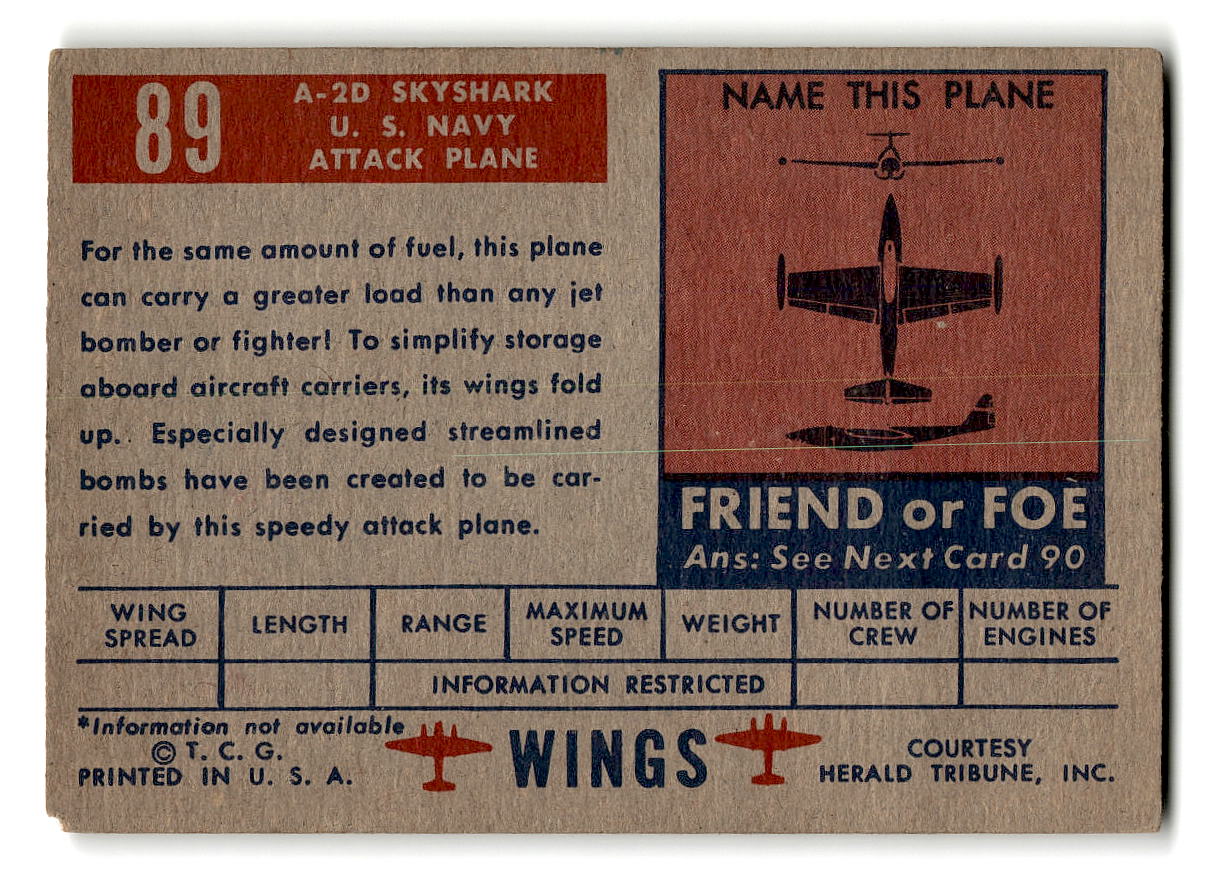 89
A-2D SKYSHARK
U. S. NAVY
ATTACK PLANE
For the same amount of fuel, this plane
can carry a greater load than any jet
bomber or fighter! To simplify storage
aboard aircraft carriers, its wings fold
up.. Especially designed streamlined
bombs have been created to be car-
ried by this speedy attack plane.
NAME THIS PLANE
FRIEND or FOE
Ans: See Next Card 90
WING SPREAD
LENGTH
RANGE
MAXIMUM SPEED
WEIGHT
NUMBER OF CREW
NUMBER OF ENGINES
INFORMATION RESTRICTED
*Information not available
© T. C. G.
PRINTED IN U. S. A.
WINGS
COURTESY
HERALD TRIBUNE, INC.